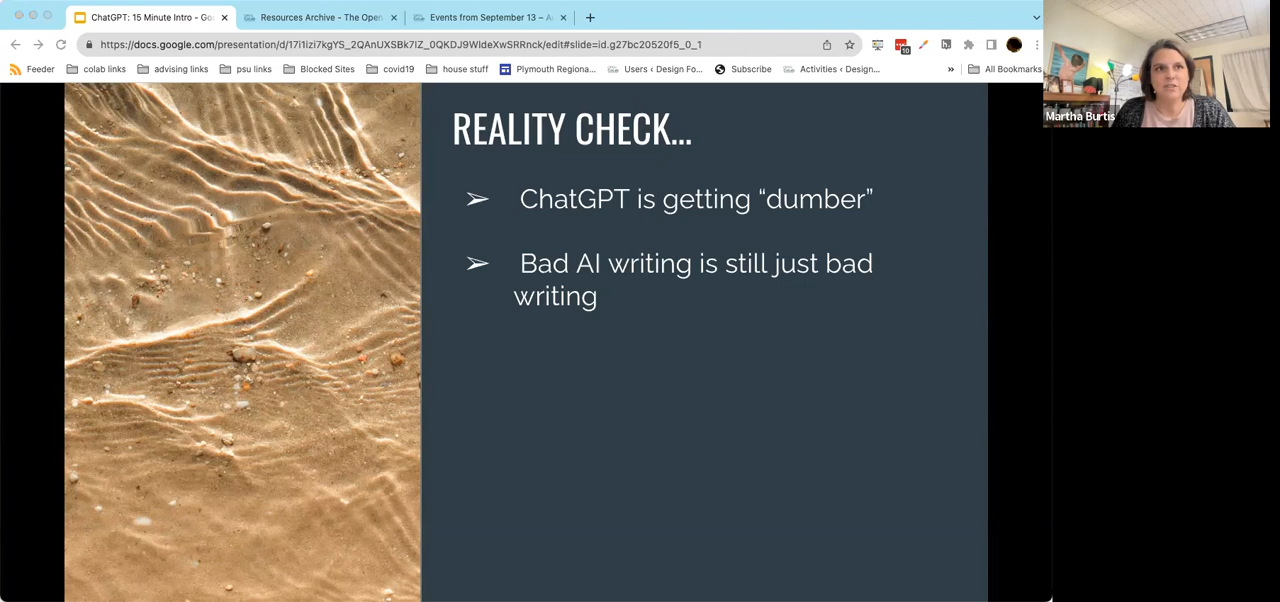 ChatGPT: 15 Minute Intro - Go
Resources Archive - The Open
Events from September 13 – A
https://docs.google.com/presentation/d/17i1izi7kgYS_2QAnUXSBk7lZ_0QKDJ9WIdeXwSRRnck/edit#slide=id.g27bc20520f5_0_1
10
Feeder
colab links
advising links
psu links
Blocked Sites
covid19
house stuff
Plymouth Regiona...
Users ‹ Design Fo...
Subscribe
Activities ‹ Design...
»
All Bookmarks
Martha Burtis
REALITY CHECK...
➢ ChatGPT is getting “dumber”
➢ Bad AI writing is still just bad
writing